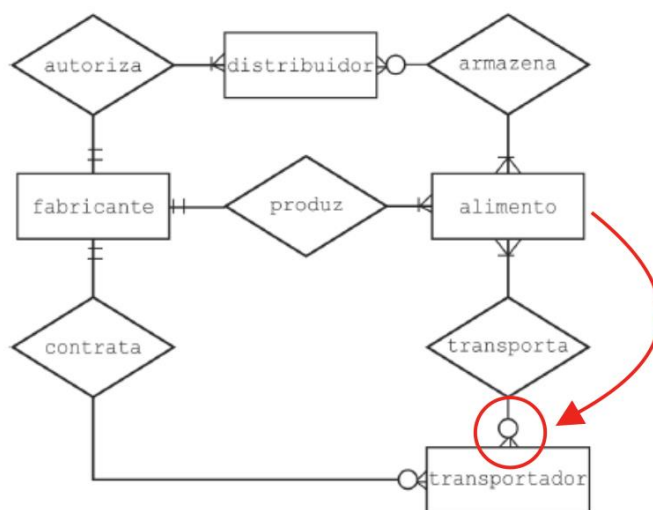 autoriza
distribuidor
armazena
fabricante
produz
alimento
contrata
transporta
transportador